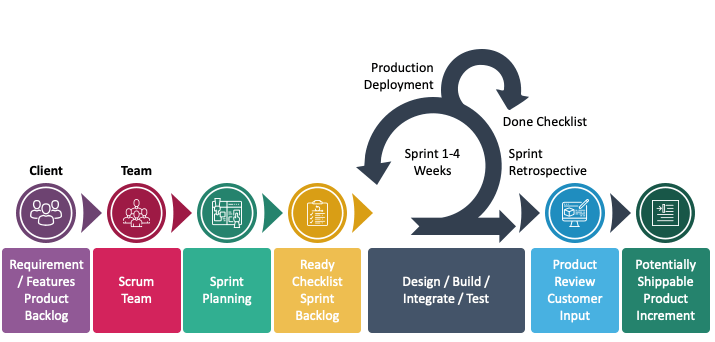 Production
Deployment
Done Checklist
Client
Team
Sprint 1-4
Weeks
Sprint
Retrospective
Requirement
/ Features
Product
Backlog
Scrum
Team
Sprint
Planning
Ready
Checklist
Sprint
Backlog
Design / Build /
Integrate / Test
Product
Review
Customer
Input
Potentially
Shippable
Product
Increment